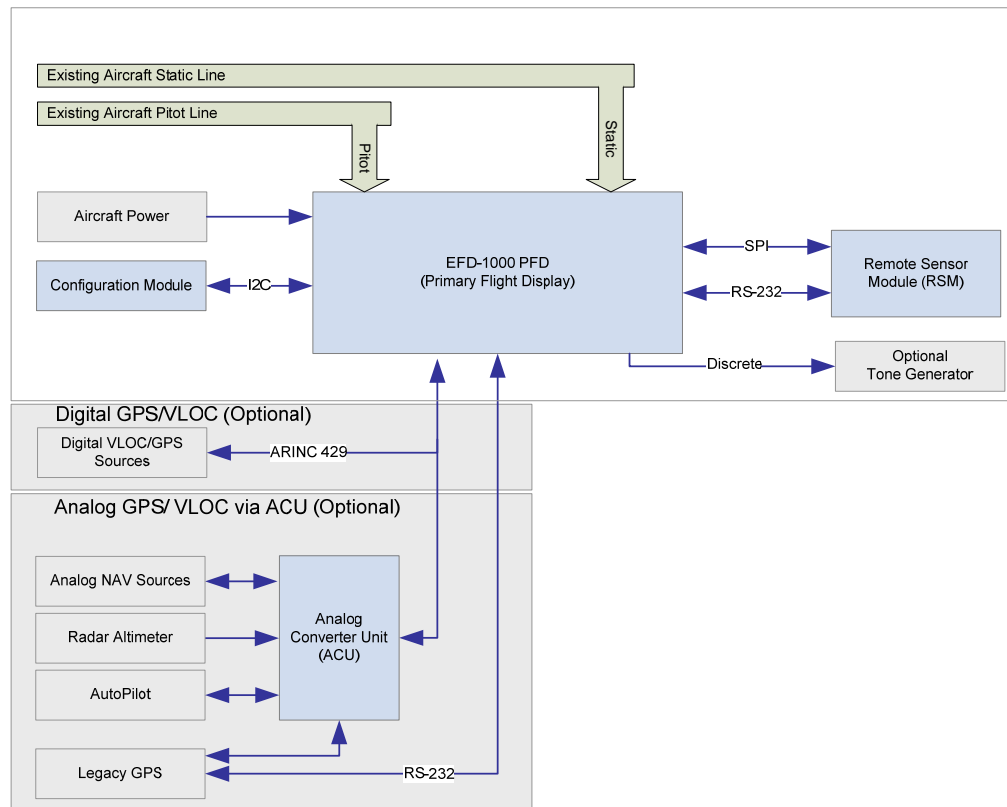 Existing Aircraft Static Line
Existing Aircraft Pitot Line
Pitot
Static
Aircraft Power
Configuration Module
I2C
EFD-1000 PFD
(Primary Flight Display)
SPI
RS-232
Remote Sensor
Module (RSM)
Discrete
Optional
Tone Generator
Digital GPS/VLOC (Optional)
Digital VLOC/GPS
Sources
ARINC 429
Analog GPS/ VLOC via ACU (Optional)
Analog NAV Sources
Radar Altimeter
AutoPilot
Analog
Converter Unit
(ACU)
Legacy GPS
RS-232